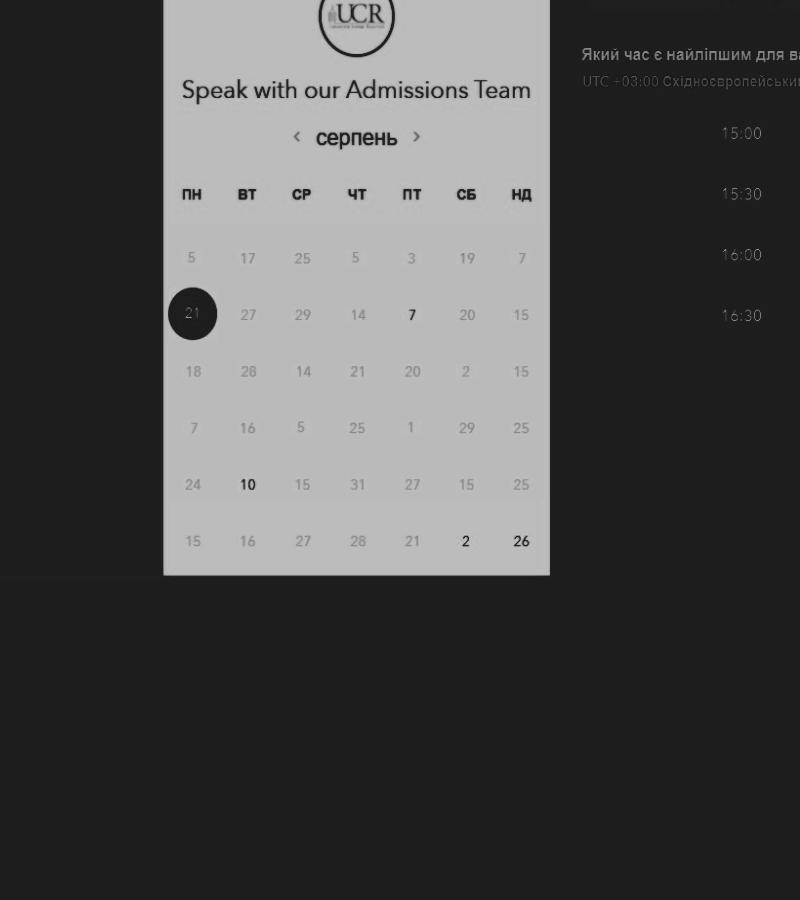 UCR
Speak with our Admissions Team
< серпень >
ПН ВТ СР ЧТ ПТ СБ НД
5 17 25 5 3 19 7
21 27 29 14 7 20 15
18 28 14 21 20 2 15
7 16 5 25 1 29 25
24 10 15 31 27 15 25
15 16 27 28 21 2 26
Який час є найліпшим для ва
UTC +03:00 Східноєвропейськи
15:00
15:30
16:00
16:30